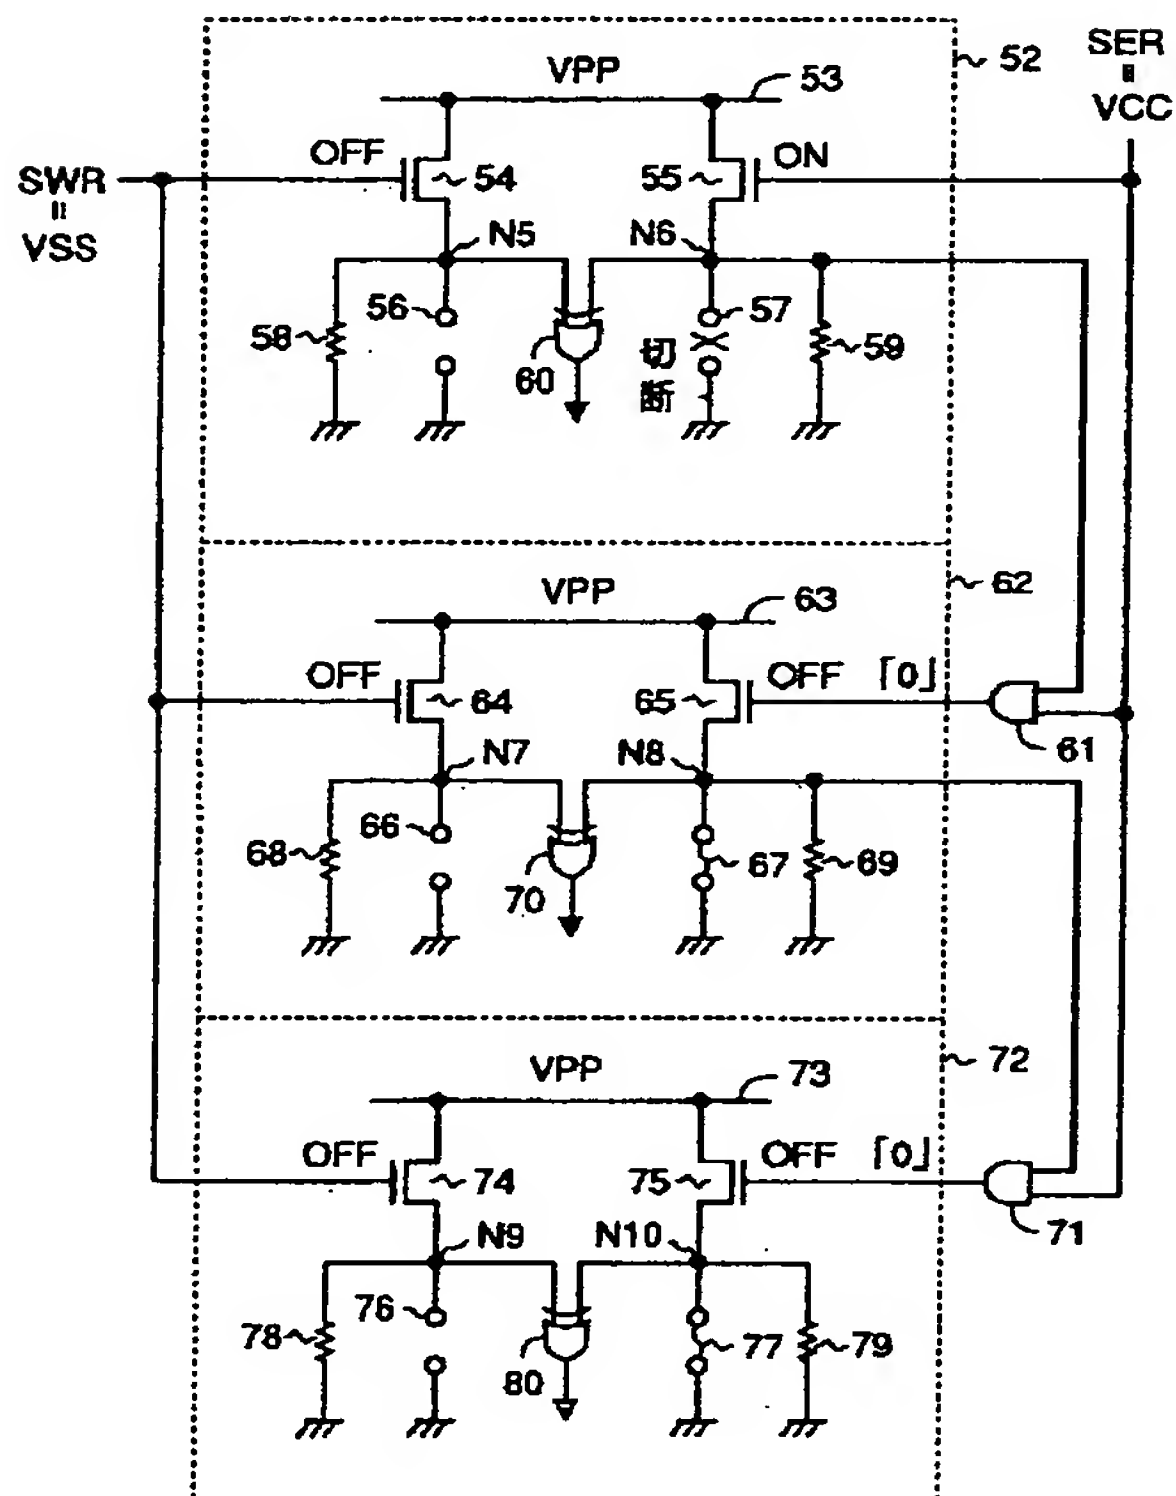 VPP
53
52
SER
=
VCC
OFF
54
55
ON
SWR
=
VSS
N5
N6
56
57
58
59
60
切断
VPP
63
62
OFF
64
65
OFF
「0」
61
N7
N8
66
67
68
69
70
VPP
73
72
OFF
74
75
OFF
「0」
71
N9
N10
76
77
78
79
80